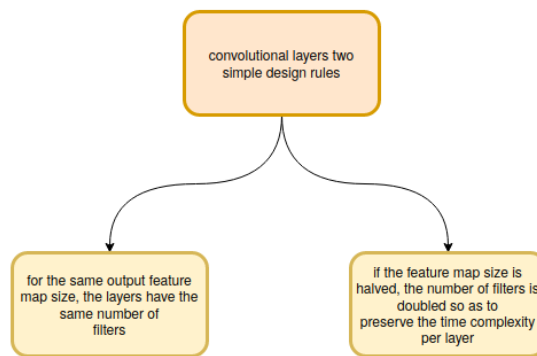 convolutional layers two
simple design rules
for the same output feature
map size, the layers have the
same number of
filters
if the feature map size is
halved, the number of filters is
doubled so as to
preserve the time complexity
per layer